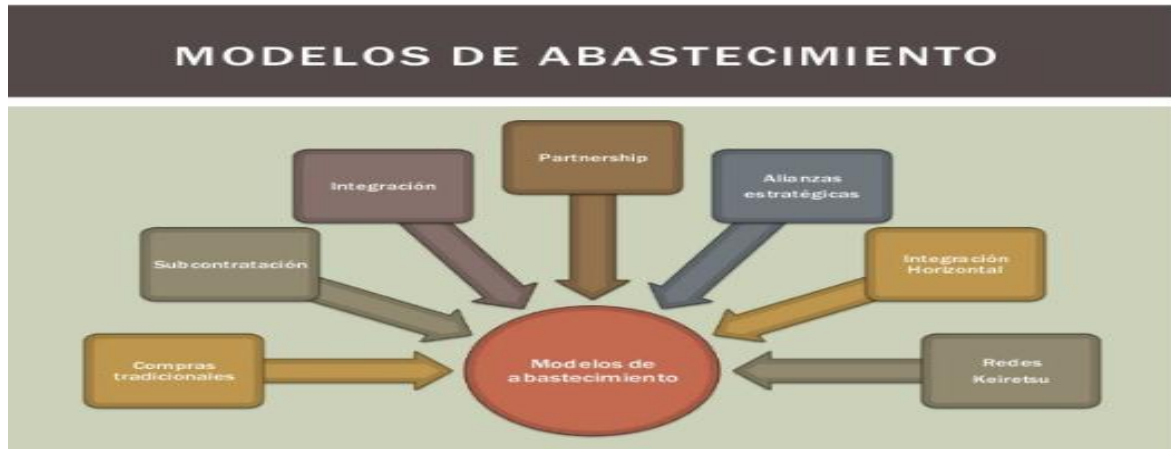 MODELOS DE ABASTECIMIENTO
Partnership
Integración
Alianzas
estratégicas
Subcontratación
Integración
Horizontal
Compras
tradicionales
Modelos de
abastecimiento
Redes
Keiretsu